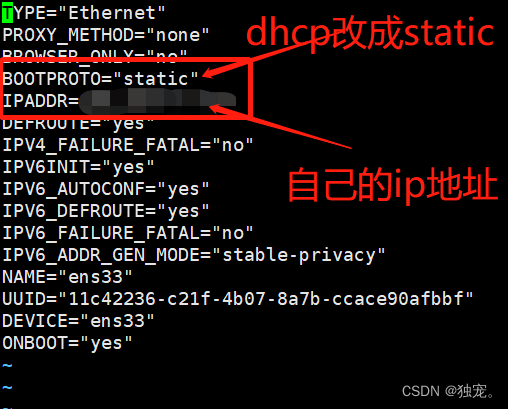 TYPE="Ethernet"
PROXY_METHOD="none"
dhcp改成static
BROWSER_ONLY="no"
BOOTPROTO="static"
IPADDR=
DEFROUTE="yes"
IPV4_FAILURE_FATAL="no"
IPV6INIT="yes"
自己的ip地址
IPV6_AUTOCONF="yes"
IPV6_DEFROUTE="yes"
IPV6_FAILURE_FATAL="no"
IPV6_ADDR_GEN_MODE="stable-privacy"
NAME="ens33"
UUID="11c42236-c21f-4b07-8a7b-ccace90afbbf"
DEVICE="ens33"
ONBOOT="yes"
~
~
~
CSDN @独宠。